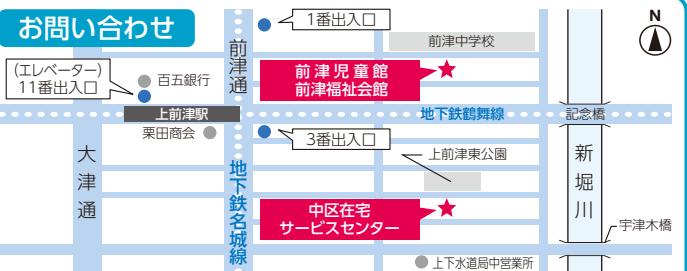 お問い合わせ
N
1番出入口
前津中学校
前津通
(エレベーター)
11番出入口
百五銀行
前津児童館
前津福祉会館
上前津駅
地下鉄鶴舞線
記念橋
栗田商会
3番出入口
上前津東公園
大津通
新堀川
地下鉄名城線
中区在宅
サービスセンター
宇津木橋
上下水道局中営業所